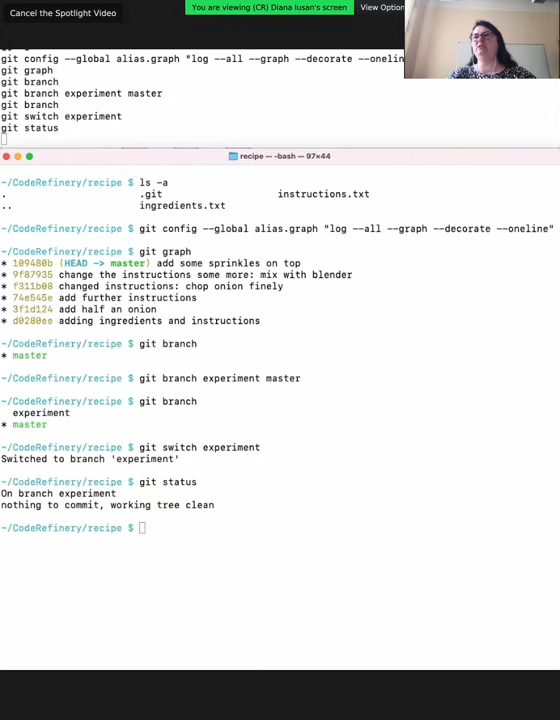 Cancel the Spotlight Video
You are viewing (CR) Diana Iusan's screen
View Option
git config --global alias.graph "log --all --graph --decorate --onelin
git graph
git branch
git branch experiment master
git branch
git switch experiment
git status
recipe — -bash — 97×44
~/CodeRefinery/recipe $ ls -a
. .git instructions.txt
.. ingredients.txt
~/CodeRefinery/recipe $ git config --global alias.graph "log --all --graph --decorate --oneline"
~/CodeRefinery/recipe $ git graph
* 109480b (HEAD -> master) add some sprinkles on top
* 9f87935 change the instructions some more: mix with blender
* f311b08 changed instructions: chop onion finely
* 74e545e add further instructions
* 3f1d124 add half an onion
* d0280ee adding ingredients and instructions
~/CodeRefinery/recipe $ git branch
* master
~/CodeRefinery/recipe $ git branch experiment master
~/CodeRefinery/recipe $ git branch
experiment
* master
~/CodeRefinery/recipe $ git switch experiment
Switched to branch 'experiment'
~/CodeRefinery/recipe $ git status
On branch experiment
nothing to commit, working tree clean
~/CodeRefinery/recipe $